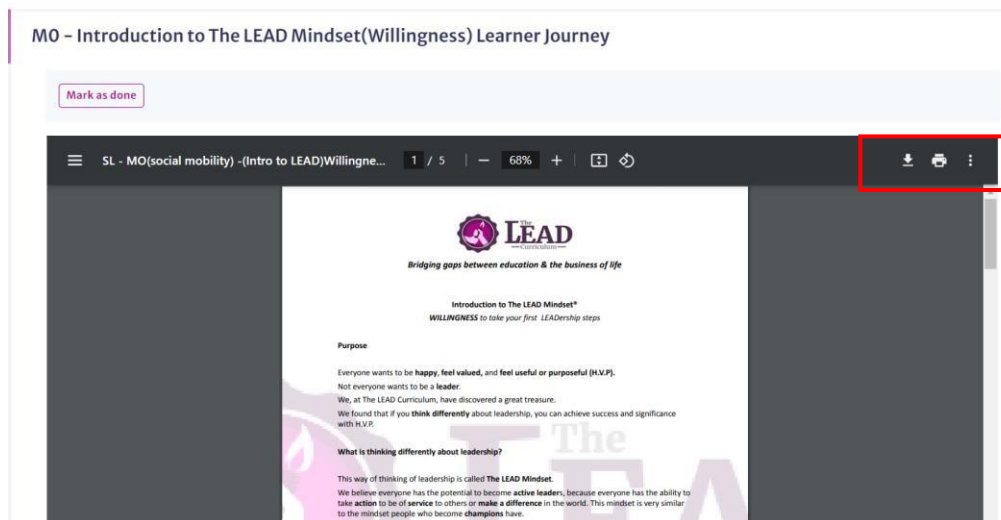 M0 – Introduction to The LEAD Mindset(Willingness) Learner Journey
Mark as done
SL - MO(social mobility) -(Intro to LEAD)Willingne... 1 / 5 | − 68% + |
The
LEAD
Curriculum
Bridging gaps between education & the business of life
Introduction to The LEAD Mindset®
WILLINGNESS to take your first LEADership steps
Purpose
Everyone wants to be happy, feel valued, and feel useful or purposeful (H.V.P).
Not everyone wants to be a leader.
We, at The LEAD Curriculum, have discovered a great treasure.
We found that if you think differently about leadership, you can achieve success and significance
with H.V.P.
What is thinking differently about leadership?
This way of thinking of leadership is called The LEAD Mindset.
We believe everyone has the potential to become active leaders, because everyone has the ability to
take action to be of service to others or make a difference in the world. This mindset is very similar
to the mindset people who become champions have.
The
LEA